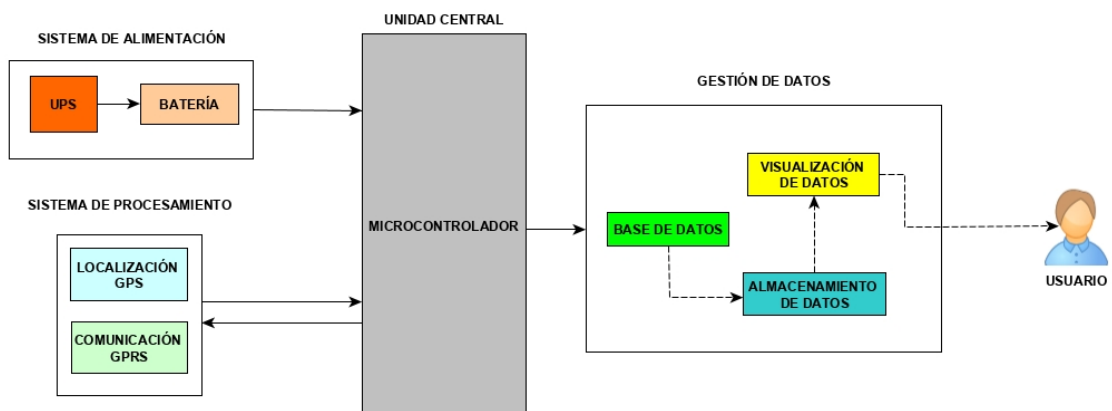 UNIDAD CENTRAL
SISTEMA DE ALIMENTACIÓN
UPS
BATERÍA
GESTIÓN DE DATOS
VISUALIZACIÓN
DE DATOS
SISTEMA DE PROCESAMIENTO
MICROCONTROLADOR
BASE DE DATOS
LOCALIZACIÓN
GPS
ALMACENAMIENTO
DE DATOS
USUARIO
COMUNICACIÓN
GPRS